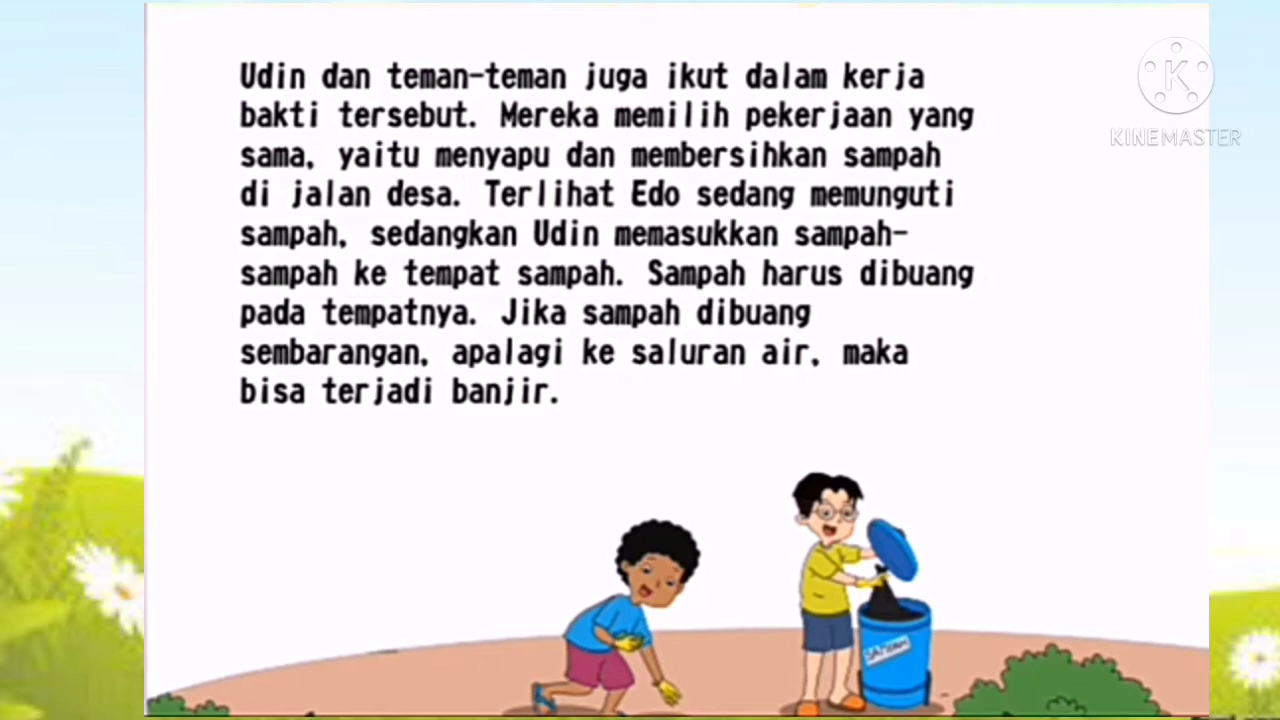 Udin dan teman-teman juga ikut dalam kerja
bakti tersebut. Mereka memilih pekerjaan yang
sama, yaitu menyapu dan membersihkan sampah
di jalan desa. Terlihat Edo sedang memunguti
sampah, sedangkan Udin memasukkan sampah-
sampah ke tempat sampah. Sampah harus dibuang
pada tempatnya. Jika sampah dibuang
sembarangan, apalagi ke saluran air, maka
bisa terjadi banjir.
K
KINEMASTER
SAMPAH